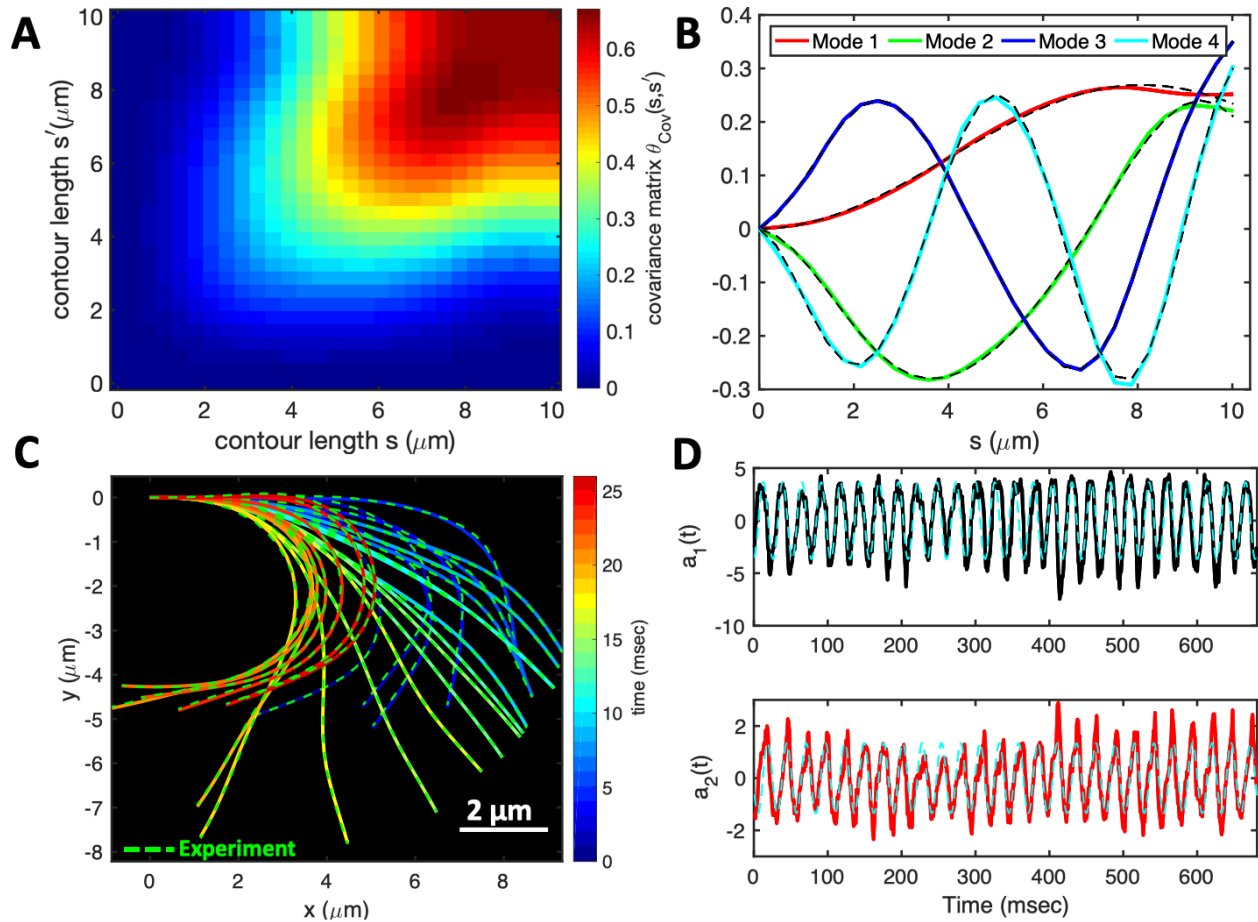 A
contour length s′(μm)
10
8
6
4
2
0
0 2 4 6 8 10
contour length s (μm)
0.6
0.5
0.4
0.3
0.2
0.1
0
covariance matrix θCov(s,s′)
B
Mode 1 Mode 2 Mode 3 Mode 4
0.4
0.3
0.2
0.1
0
-0.1
-0.2
-0.3
0 2 4 6 8 10
s (μm)
C
y (μm)
0
-1
-2
-3
-4
-5
-6
-7
-8
2 μm
Experiment
0 2 4 6 8
x (μm)
25
20
15
10
5
0
time (msec)
D
a1(t)
5
0
-5
-10
0 100 200 300 400 500 600
a2(t)
2
0
-2
0 100 200 300 400 500 600
Time (msec)